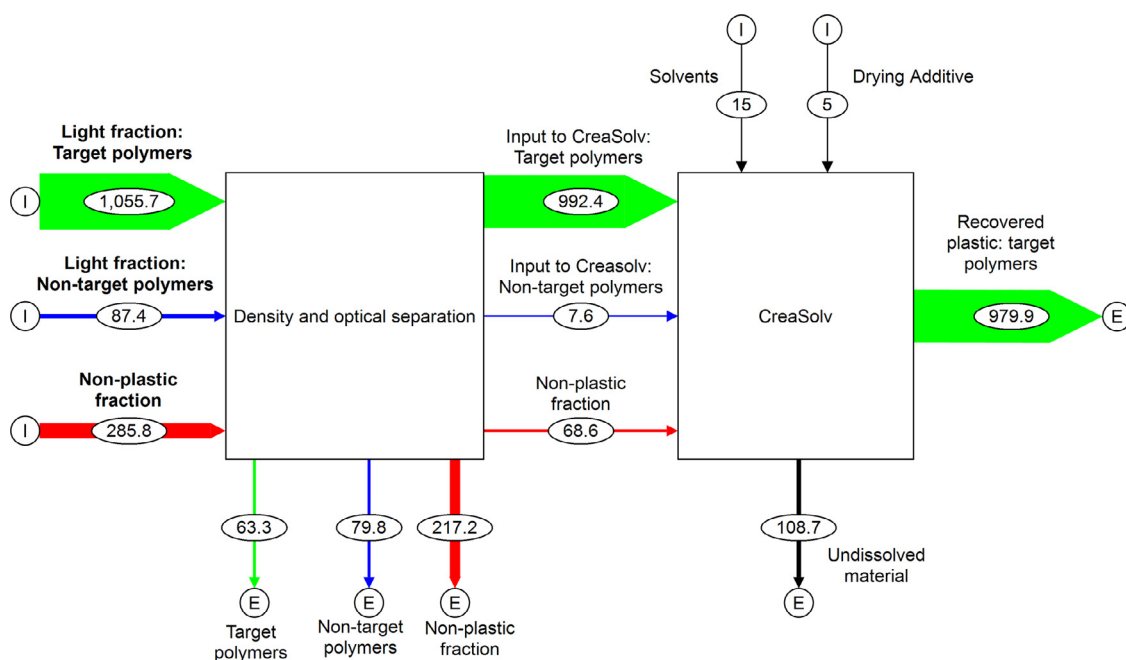 I
I
Solvents
Drying Additive
15
5
Light fraction:
Target polymers
Input to CreaSolv:
Target polymers
I
1,055.7
992.4
Recovered
plastic: target
polymers
Light fraction:
Non-target polymers
Input to Creasolv:
Non-target polymers
I
87.4
Density and optical separation
7.6
CreaSolv
979.9
E
Non-plastic
fraction
Non-plastic
fraction
I
285.8
68.6
63.3
79.8
217.2
108.7
Undissolved
material
E
E
E
E
Target
polymers
Non-target
polymers
Non-plastic
fraction